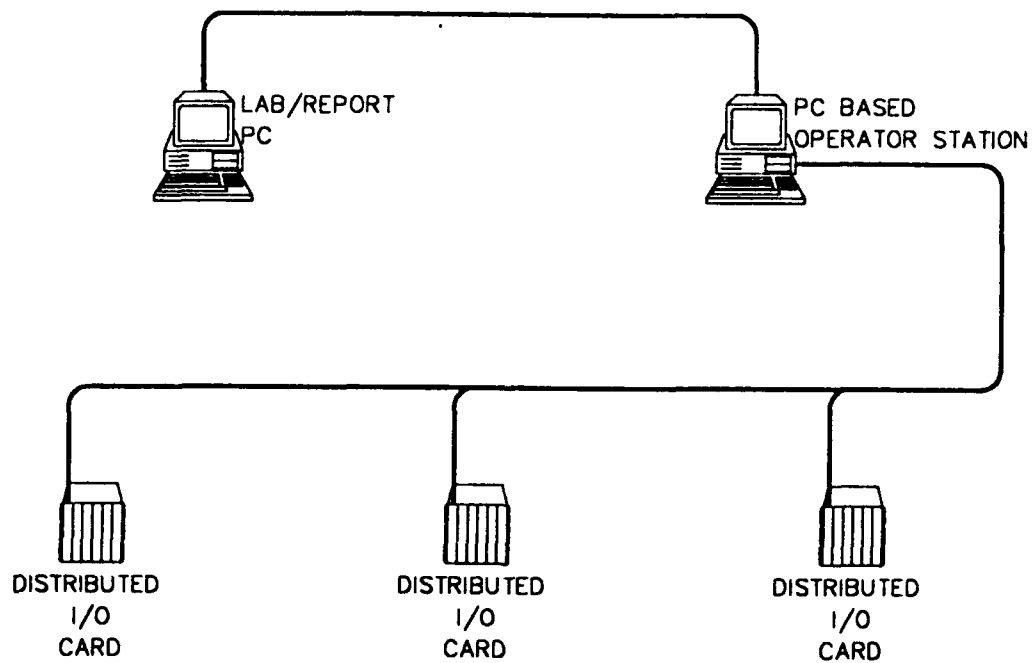 LAB/REPORT
PC
PC BASED
OPERATOR STATION
DISTRIBUTED
I/O
CARD
DISTRIBUTED
I/O
CARD
DISTRIBUTED
I/O
CARD